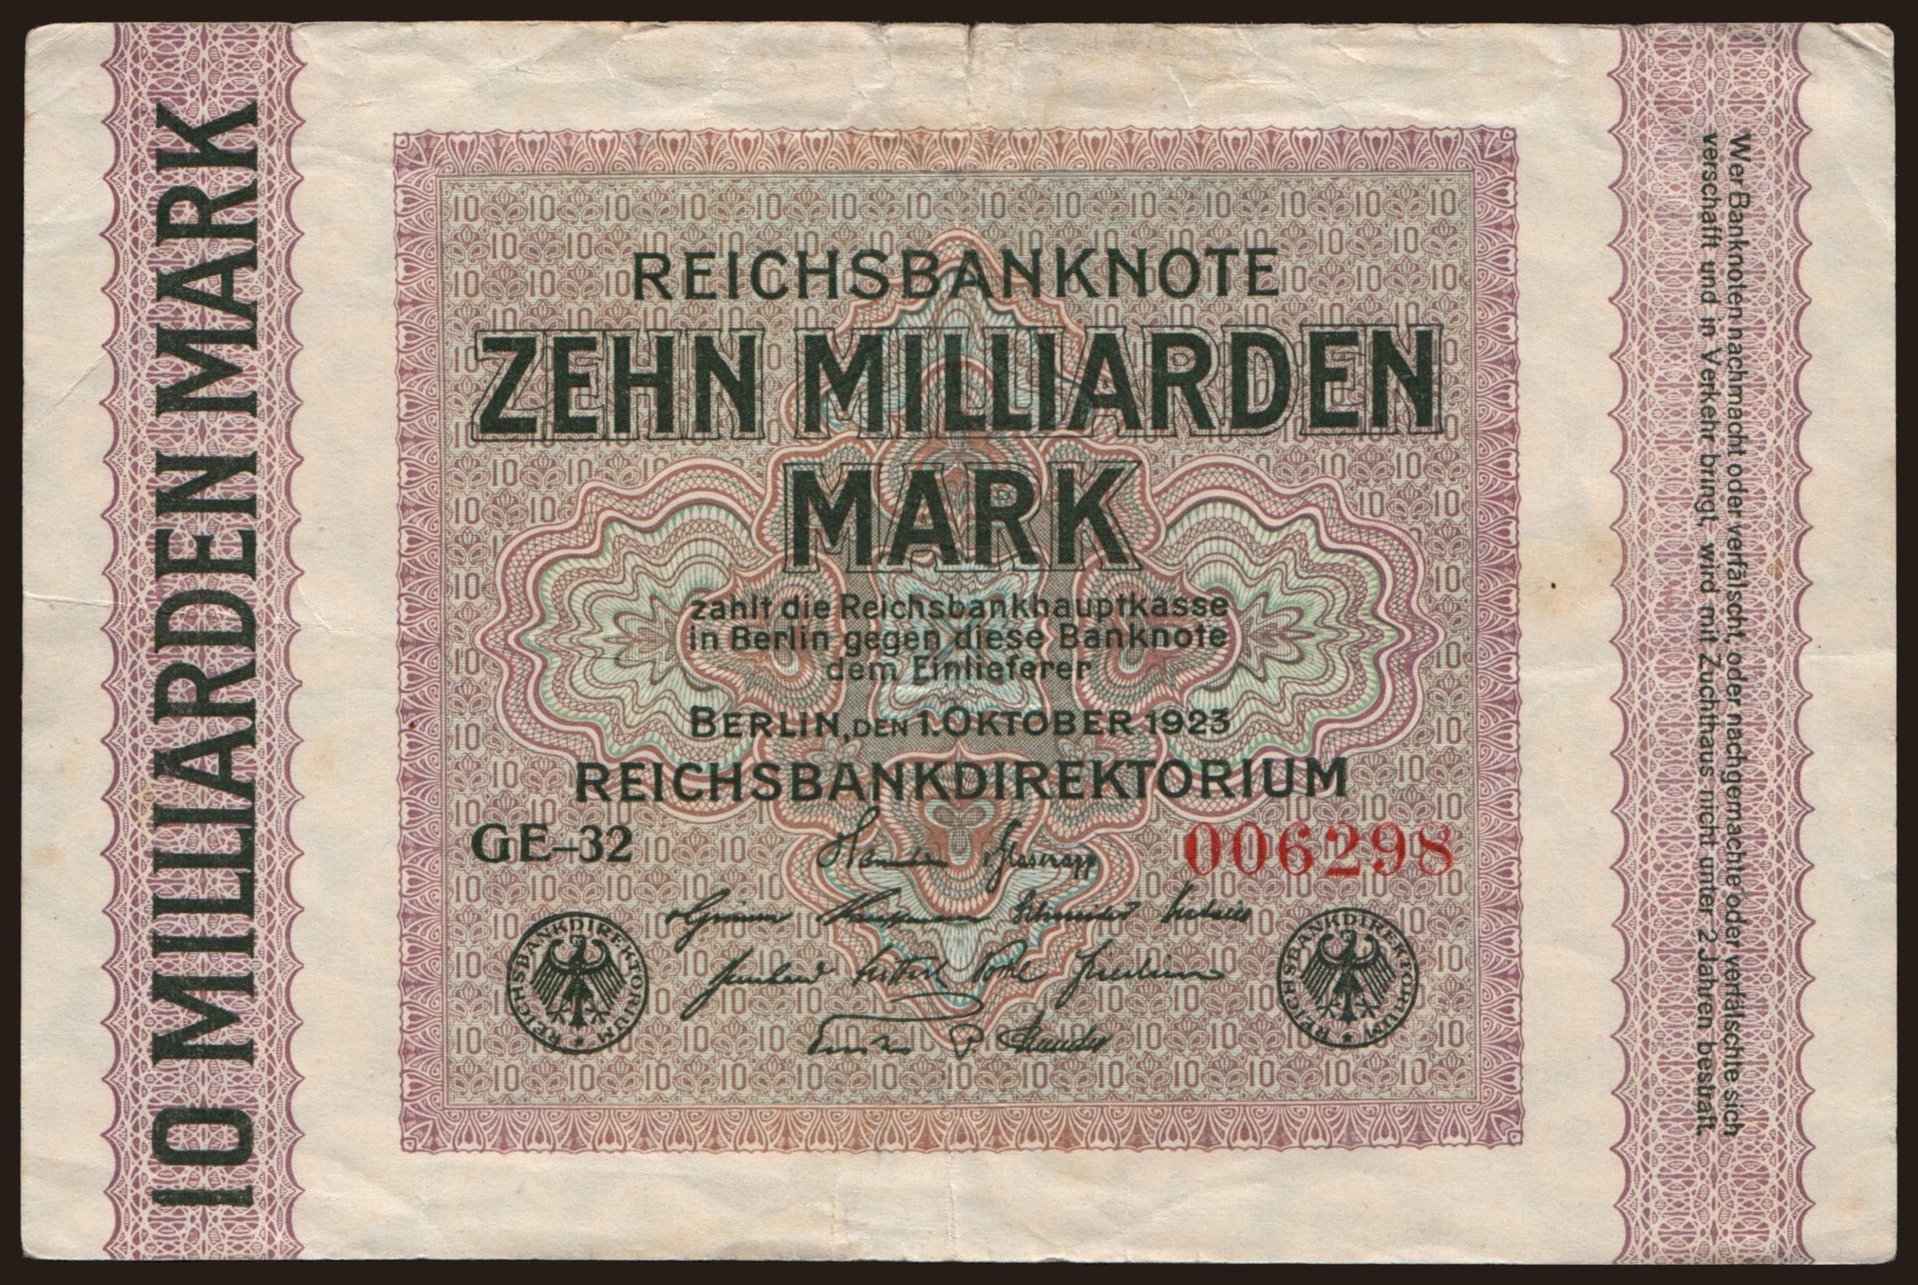 10 MILLIARDEN MARK
REICHSBANKNOTE
ZEHN MILLIARDEN
MARK
zahlt die Reichsbankhauptkasse
in Berlin gegen diese Banknote
dem Einlieferer
BERLIN, DEN 1. OKTOBER 1923
REICHSBANKDIREKTORIUM
GE-32
006298
REICHSBANKDIREKTORIUM
REICHSBANKDIREKTORIUM
Wer Banknoten nachmacht oder verfälscht, oder nachgemachte oder verfälschte sich
verschafft und in Verkehr bringt, wird mit Zuchthaus nicht unter 2 Jahren bestraft.